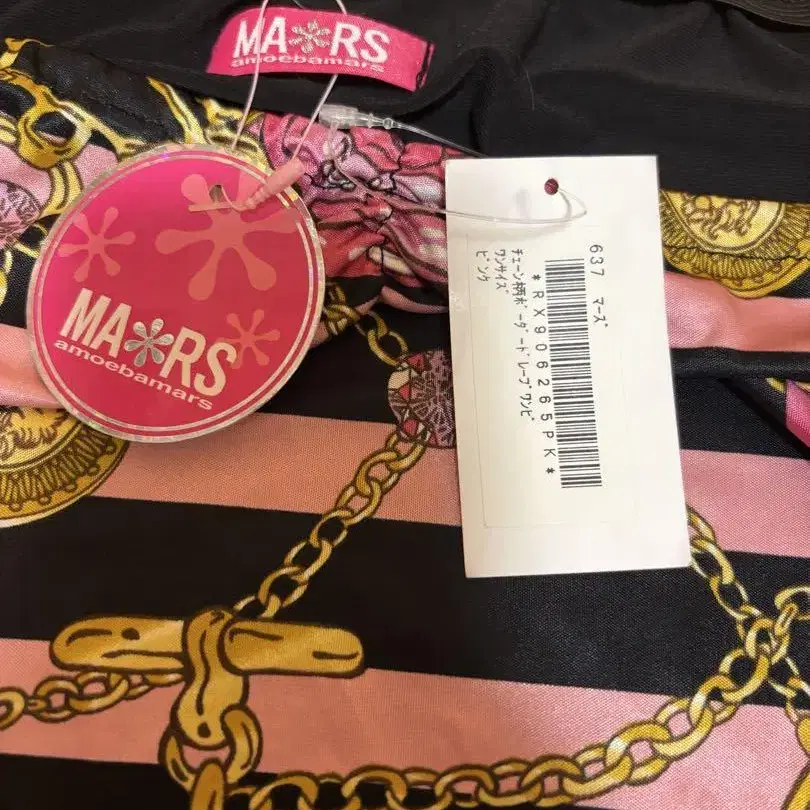 MA*RS
amoebamars
MA*RS
amoebamars
637 マーズ
*RX906265PK*
チェーン柄ボーダードレープワンピ
ワンサイズ
ピンク